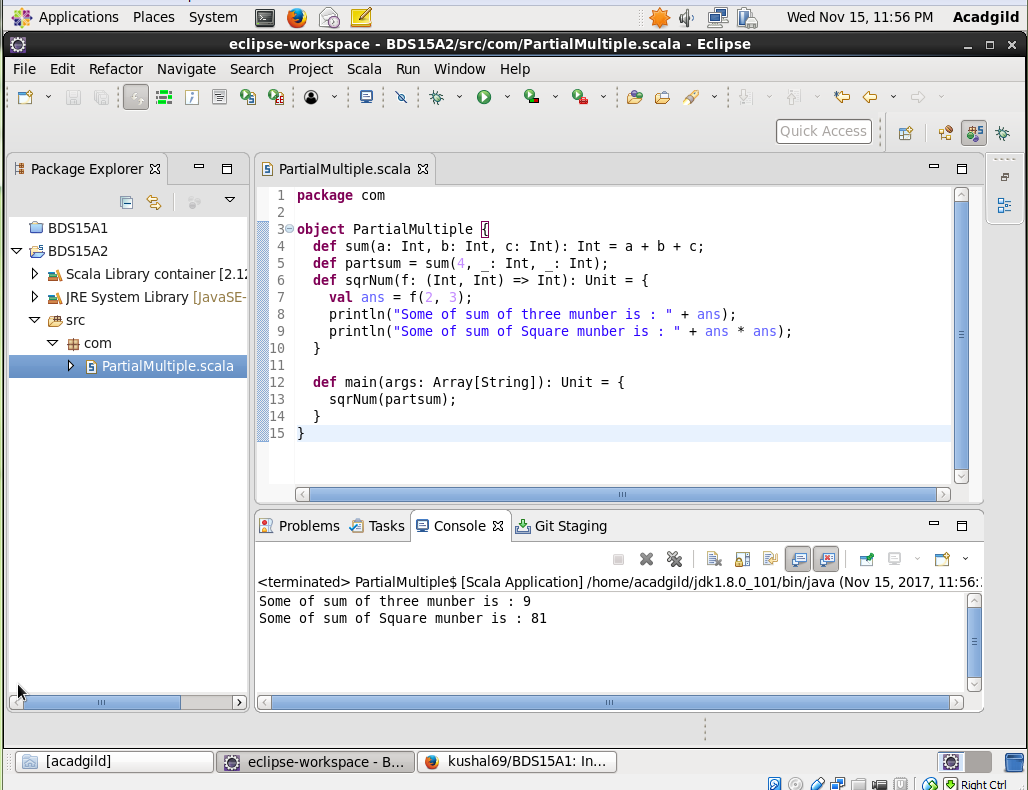 Applications Places System Wed Nov 15, 11:56 PM Acadgild
eclipse-workspace - BDS15A2/src/com/PartialMultiple.scala - Eclipse
File Edit Refactor Navigate Search Project Scala Run Window Help
Quick Access
Package Explorer
BDS15A1
BDS15A2
Scala Library container [2.12
JRE System Library [JavaSE-
src
com
PartialMultiple.scala
PartialMultiple.scala
1 package com
2
3 object PartialMultiple {
4   def sum(a: Int, b: Int, c: Int): Int = a + b + c;
5   def partsum = sum(4, _: Int, _: Int);
6   def sqrNum(f: (Int, Int) => Int): Unit = {
7     val ans = f(2, 3);
8     println("Some of sum of three munber is : " + ans);
9     println("Some of sum of Square munber is : " + ans * ans);
10   }
11
12   def main(args: Array[String]): Unit = {
13     sqrNum(partsum);
14   }
15 }
Problems Tasks Console Git Staging
<terminated> PartialMultiple$ [Scala Application] /home/acadgild/jdk1.8.0_101/bin/java (Nov 15, 2017, 11:56:
Some of sum of three munber is : 9
Some of sum of Square munber is : 81
[acadgild] eclipse-workspace - B... kushal69/BDS15A1: In...
Right Ctrl